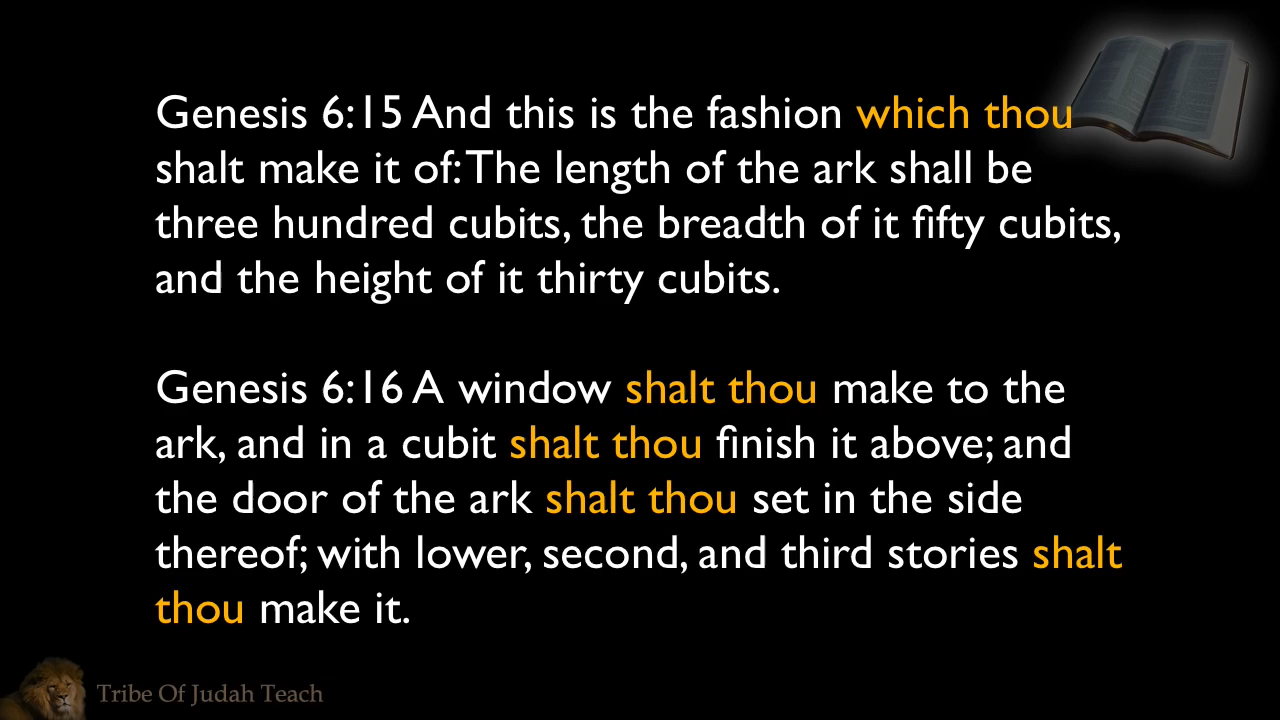 Genesis 6:15 And this is the fashion which thou
shalt make it of: The length of the ark shall be
three hundred cubits, the breadth of it fifty cubits,
and the height of it thirty cubits.
Genesis 6:16 A window shalt thou make to the
ark, and in a cubit shalt thou finish it above; and
the door of the ark shalt thou set in the side
thereof; with lower, second, and third stories shalt
thou make it.
Tribe Of Judah Teach